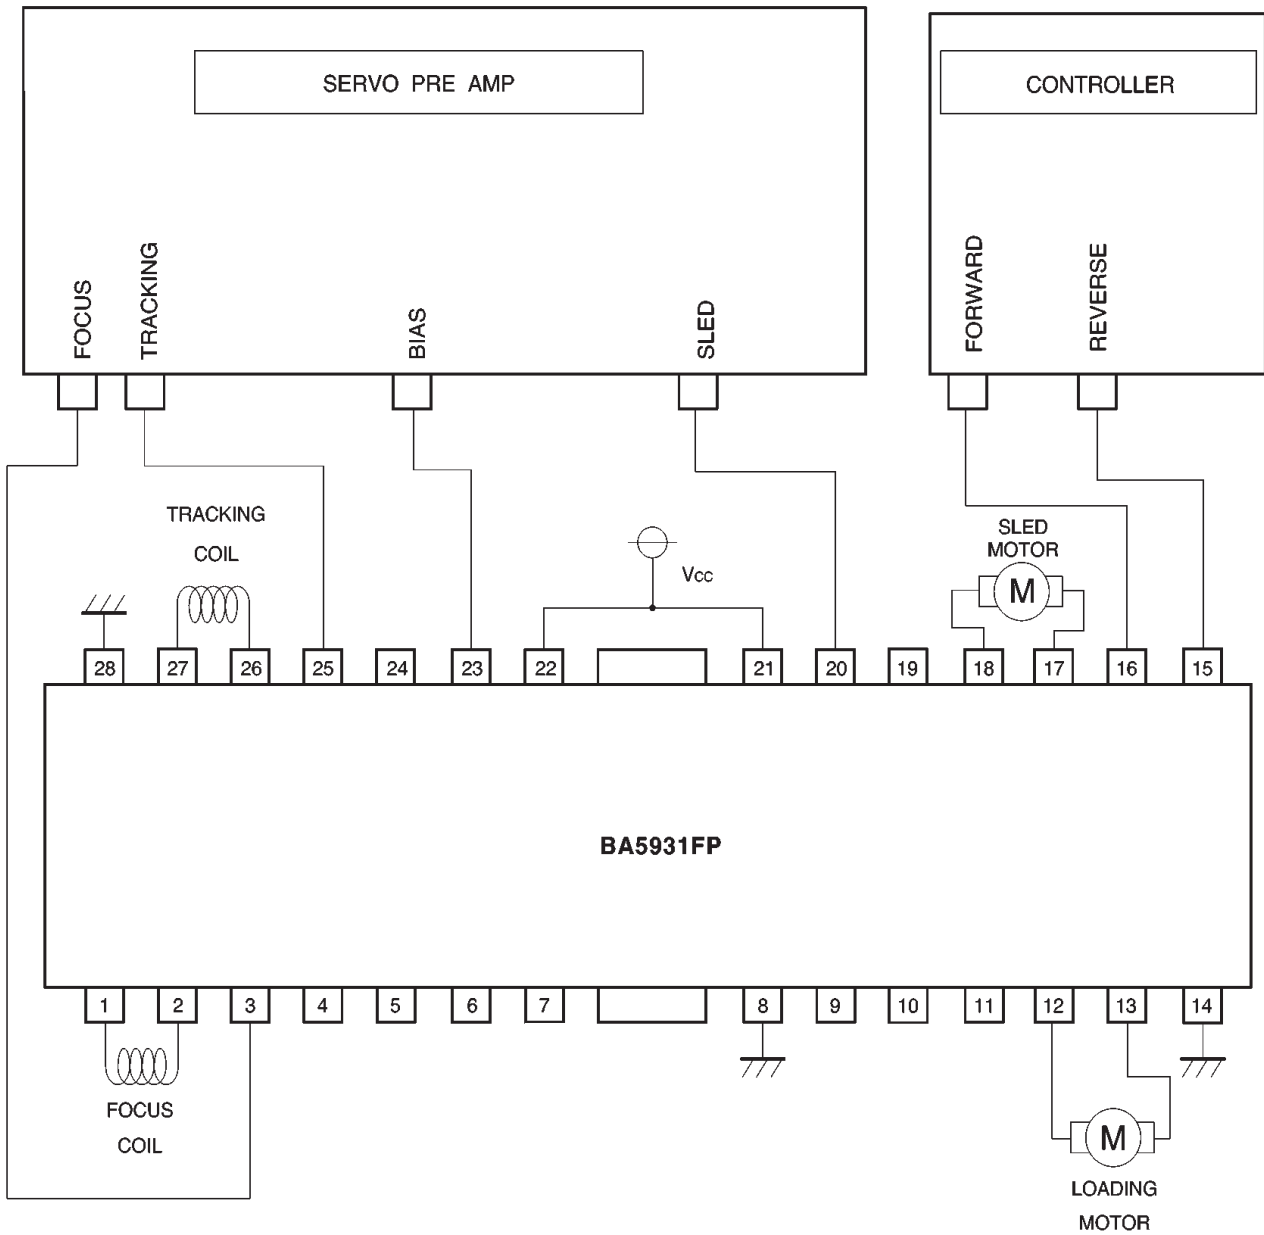 SERVO PRE AMP
CONTROLLER
FOCUS
TRACKING
BIAS
SLED
FORWARD
REVERSE
TRACKING
COIL
Vcc
SLED
MOTOR
M
28 27 26 25 24 23 22 21 20 19 18 17 16 15
BA5931FP
1 2 3 4 5 6 7 8 9 10 11 12 13 14
FOCUS
COIL
M
LOADING
MOTOR